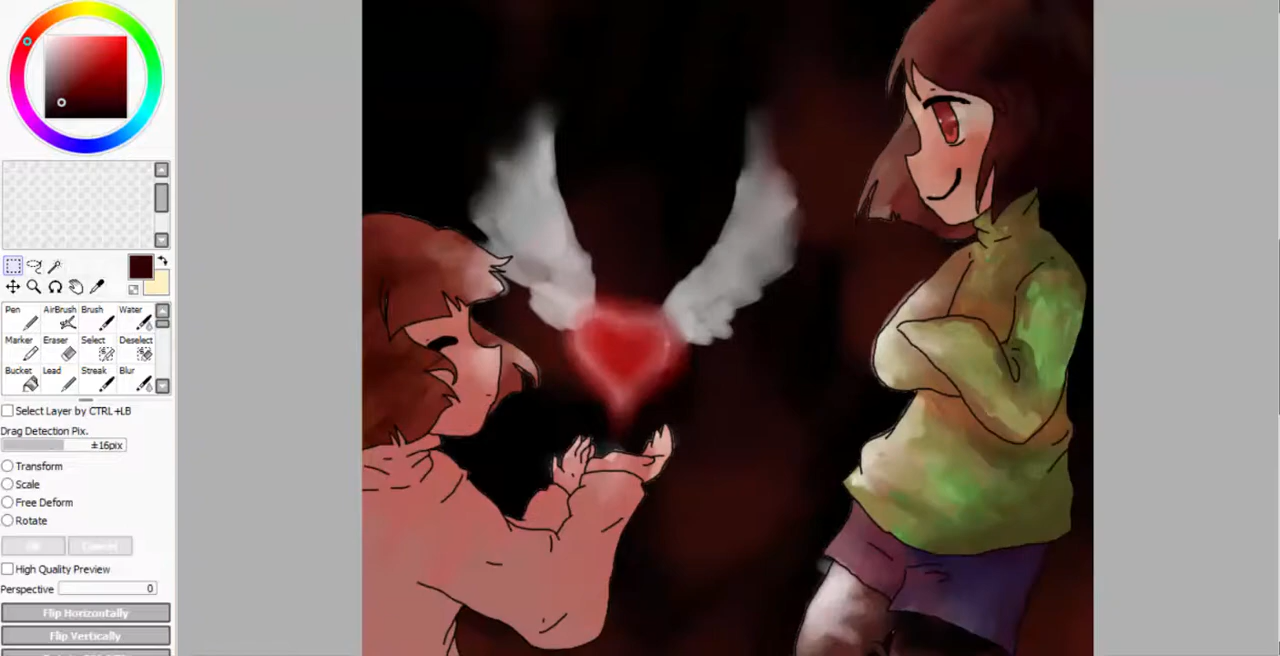 Pen AirBrush Brush Water
Marker Eraser Select Deselect
Bucket Lead Streak Blur
Select Layer by CTRL+LB
Drag Detection Pix.
±16pix
Transform
Scale
Free Deform
Rotate
Cancel
High Quality Preview
Perspective 0
Flip Horizontally
Flip Vertically